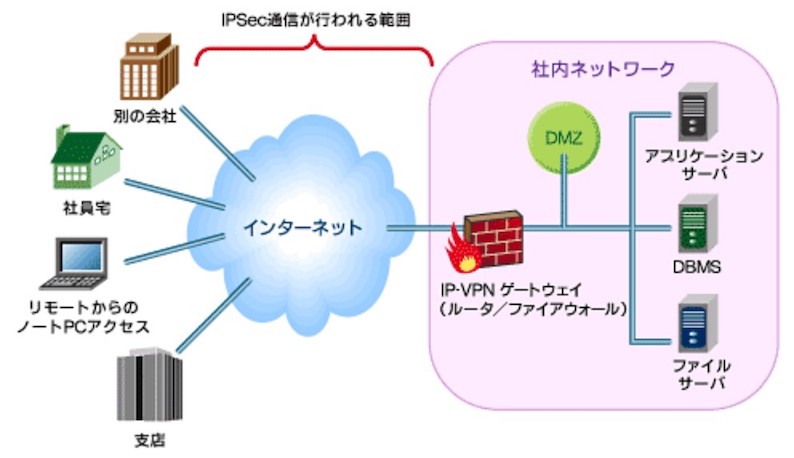 IPSec通信が行われる範囲
別の会社
社員宅
リモートからの
ノートPCアクセス
支店
インターネット
社内ネットワーク
DMZ
IP-VPN ゲートウェイ
（ルータ／ファイアウォール）
アプリケーション
サーバ
DBMS
ファイル
サーバ